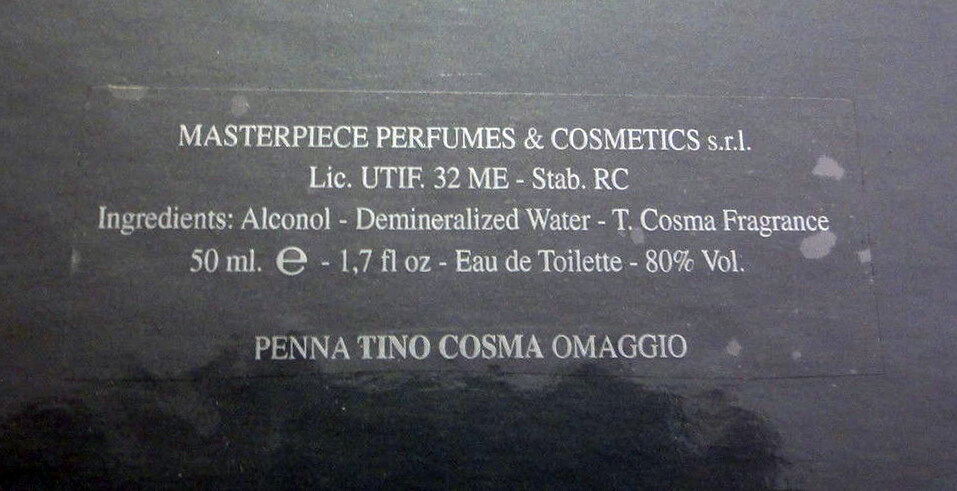 MASTERPIECE PERFUMES & COSMETICS s.r.l.
Lic. UTIF. 32 ME - Stab. RC
Ingredients: Alconol - Demineralized Water - T. Cosma Fragrance
50 ml. ℮ - 1,7 fl oz - Eau de Toilette - 80% Vol.
PENNA TINO COSMA OMAGGIO